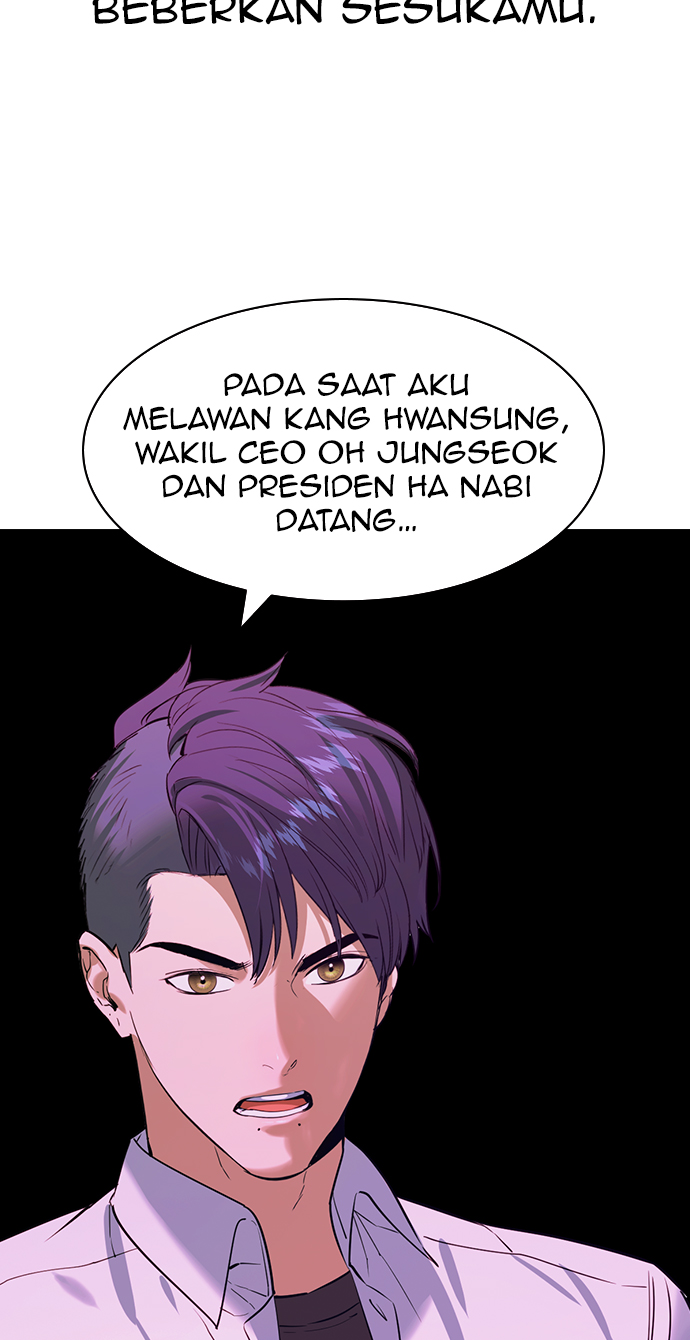 BEBERKAN SESUKAMU.
PADA SAAT AKU
MELAWAN KANG HWANSUNG,
WAKIL CEO OH JUNGSEOK
DAN PRESIDEN HA NABI
DATANG...